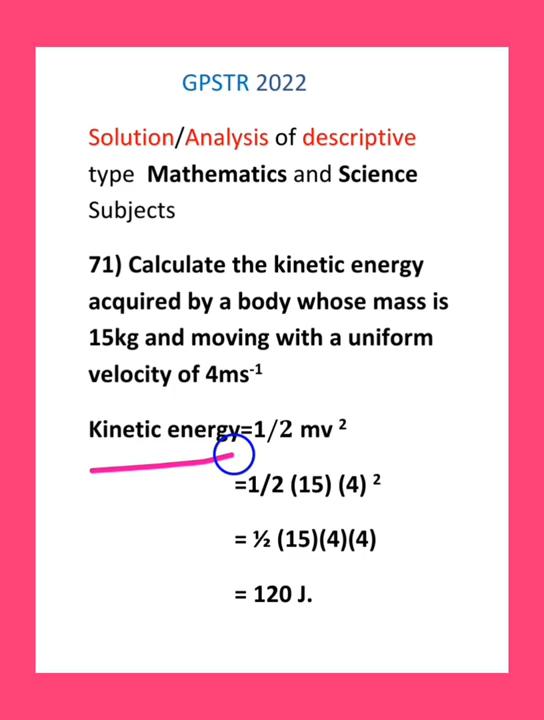 GPSTR 2022
Solution/Analysis of descriptive
type Mathematics and Science
Subjects
71) Calculate the kinetic energy
acquired by a body whose mass is
15kg and moving with a uniform
velocity of 4ms⁻¹
Kinetic energy=1/2 mv ²
=1/2 (15) (4) ²
= ½ (15)(4)(4)
= 120 J.